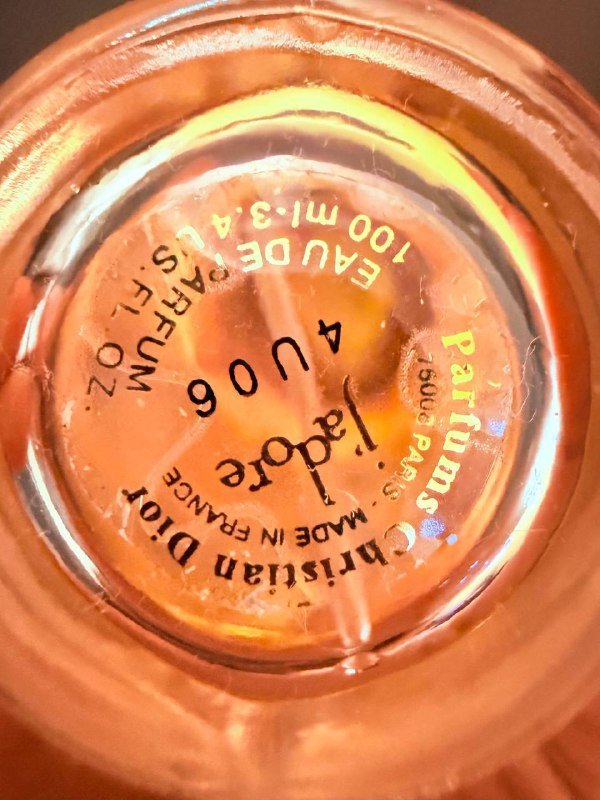 Parfums Christian Dior
75008 PARIS - MADE IN FRANCE
J'adore
4U06
EAU DE PARFUM
100 ml·3.4 US.FL.OZ.